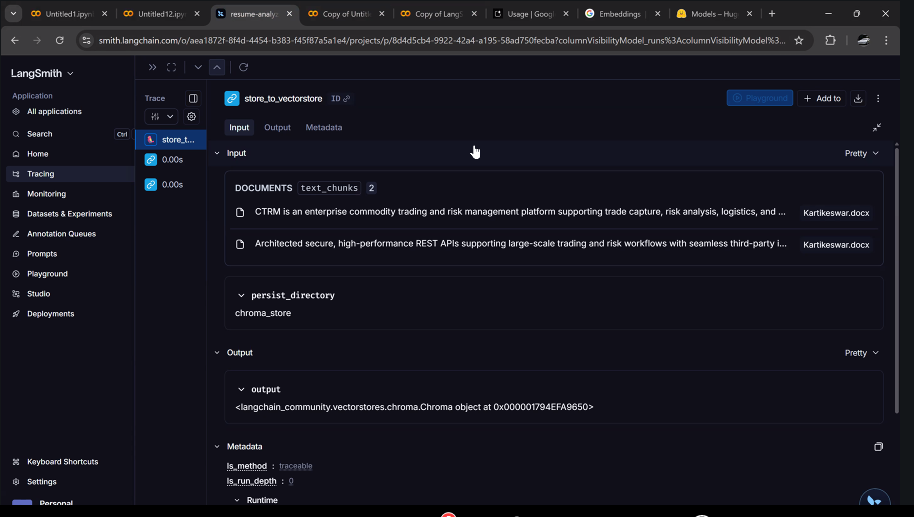 Untitled1.ipyn
Untitled12.ipy
resume-analyz
Copy of Untitl
Copy of LangS
Usage | Googl
Embeddings |
Models – Hug
smith.langchain.com/o/aea1872f-8f4d-4454-b383-f45f87a5a1e4/projects/p/8d4d5cb4-9922-42a4-a195-58ad750fecba?columnVisibilityModel_runs%3AcolumnVisibilityModel%3...
LangSmith
Application
All applications
Search Ctrl
Home
Tracing
Monitoring
Datasets & Experiments
Annotation Queues
Prompts
Playground
Studio
Deployments
Keyboard Shortcuts
Settings
Personal
Trace
store_t...
0.00s
0.00s
store_to_vectorstore ID
Playground
Add to
Input Output Metadata
Input Pretty
DOCUMENTS text_chunks 2
CTRM is an enterprise commodity trading and risk management platform supporting trade capture, risk analysis, logistics, and ... Kartikeswar.docx
Architected secure, high-performance REST APIs supporting large-scale trading and risk workflows with seamless third-party i... Kartikeswar.docx
persist_directory
chroma_store
Output Pretty
output
<langchain_community.vectorstores.chroma.Chroma object at 0x000001794EFA9650>
Metadata
ls_method : traceable
ls_run_depth : 0
Runtime